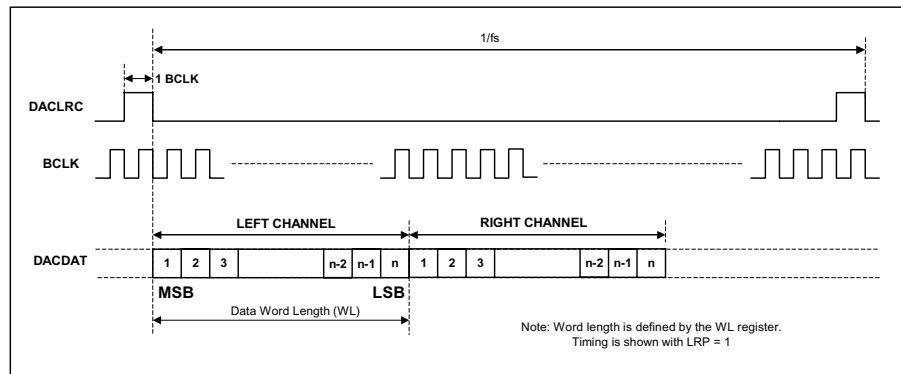 1/fs
1 BCLK
DACLRC
BCLK
LEFT CHANNEL RIGHT CHANNEL
DACDAT 1 2 3 n-2 n-1 n 1 2 3 n-2 n-1 n
MSB LSB
Data Word Length (WL)
Note: Word length is defined by the WL register.
Timing is shown with LRP = 1